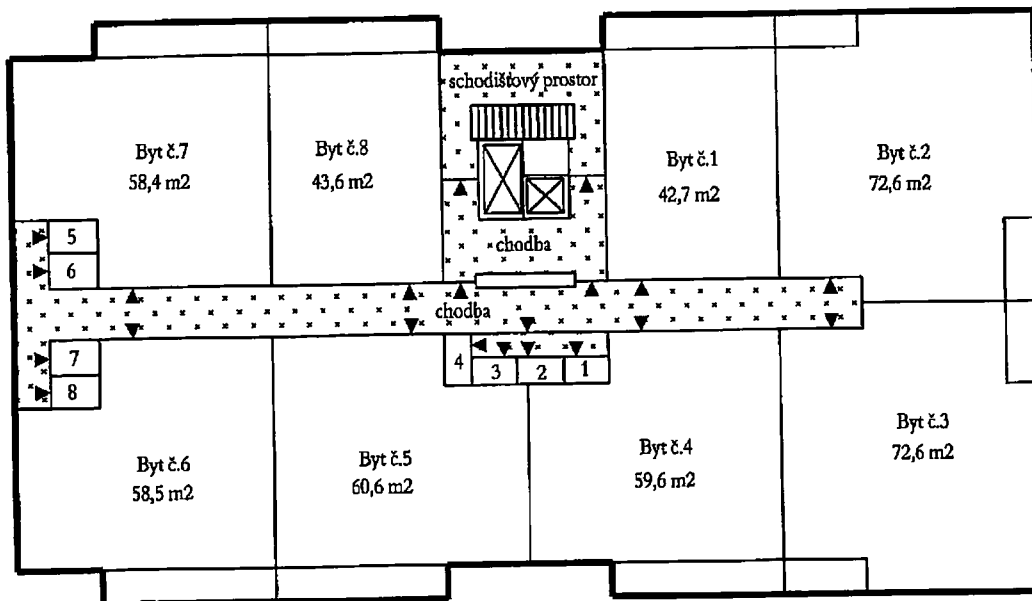 schodišťový prostor
Byt č.7
58,4 m2
Byt č.8
43,6 m2
Byt č.1
42,7 m2
Byt č.2
72,6 m2
5
6
chodba
chodba
7
8
4
3
2
1
Byt č.6
58,5 m2
Byt č.5
60,6 m2
Byt č.4
59,6 m2
Byt č.3
72,6 m2